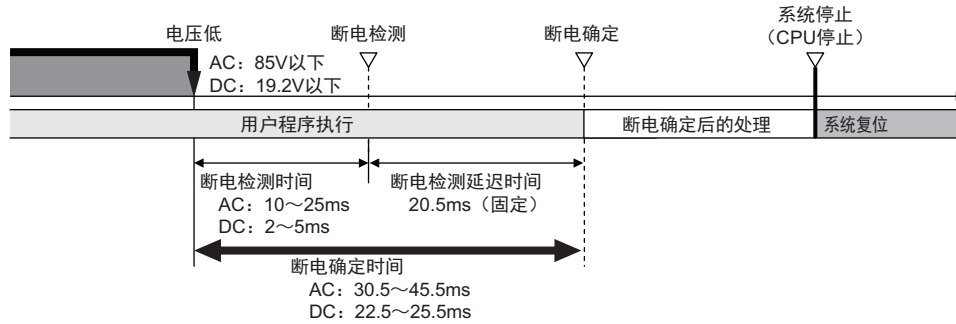 电压低
断电检测
断电确定
系统停止
（CPU停止）
AC：85V以下
DC：19.2V以下
用户程序执行
断电确定后的处理
系统复位
断电检测时间
AC：10～25ms
DC：2～5ms
断电检测延迟时间
20.5ms（固定）
断电确定时间
AC：30.5～45.5ms
DC：22.5～25.5ms